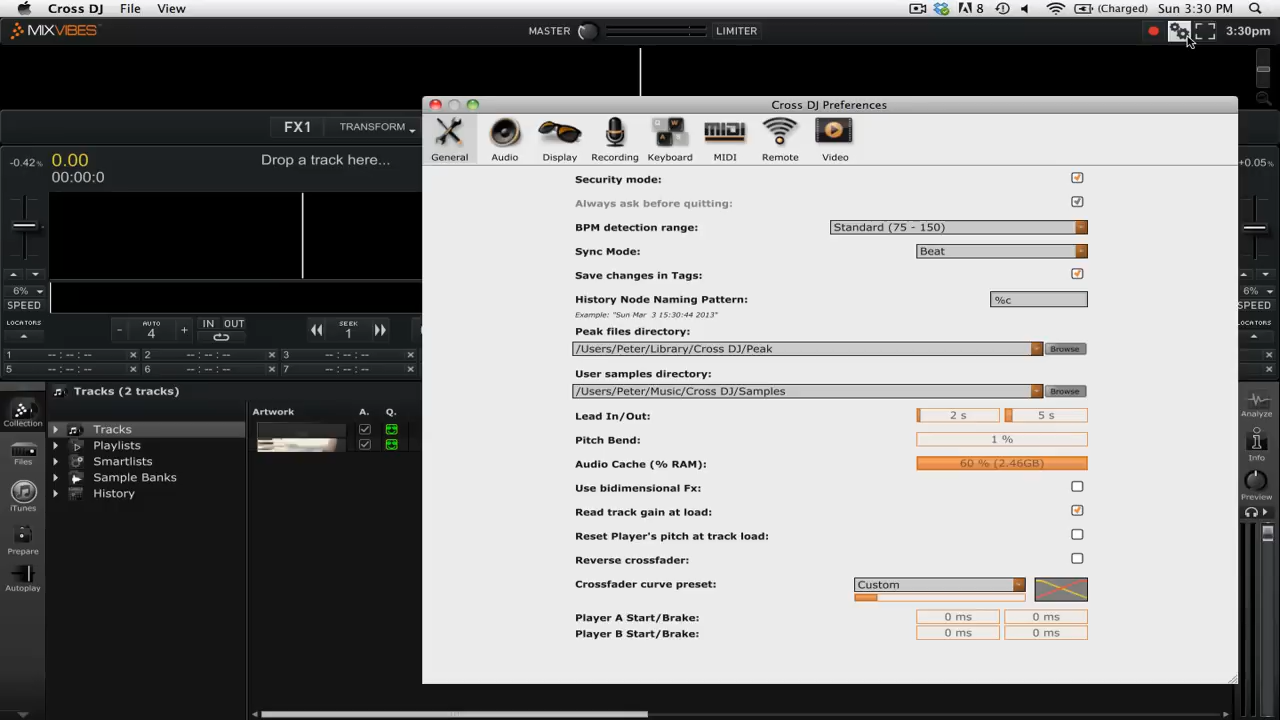 Cross DJ File View 8 (Charged) Sun 3:30 PM
MIXVIBES MASTER LIMITER 3:30pm
Cross DJ Preferences
FX1 TRANSFORM
General Audio Display Recording Keyboard MIDI Remote Video
-0.42% 0.00 Drop a track here... +0.05%
00:00:0
Security mode:
Always ask before quitting:
BPM detection range: Standard (75 - 150)
Sync Mode: Beat
Save changes in Tags:
History Node Naming Pattern: %c
Example: "Sun Mar 3 15:30:44 2013"
Peak files directory:
/Users/Peter/Library/Cross DJ/Peak Browse
User samples directory:
/Users/Peter/Music/Cross DJ/Samples Browse
Lead In/Out: 2 s 5 s
Pitch Bend: 1 %
Audio Cache (% RAM): 60 % (2.46GB)
Use bidimensional Fx:
Read track gain at load:
Reset Player's pitch at track load:
Reverse crossfader:
Crossfader curve preset: Custom
Player A Start/Brake: 0 ms 0 ms
Player B Start/Brake: 0 ms 0 ms
6% 6%
SPEED SPEED
LOCATORS LOCATORS
- AUTO 4 + IN OUT SEEK 1
1 --:--:-- × 2 --:--:-- × 3 --:--:-- ×
5 --:--:-- × 6 --:--:-- × 7 --:--:-- ×
Tracks (2 tracks)
Collection
Files
iTunes
Prepare
Autoplay
Artwork A. Q.
Tracks
Playlists
Smartlists
Sample Banks
History
Analyze
Info
Preview